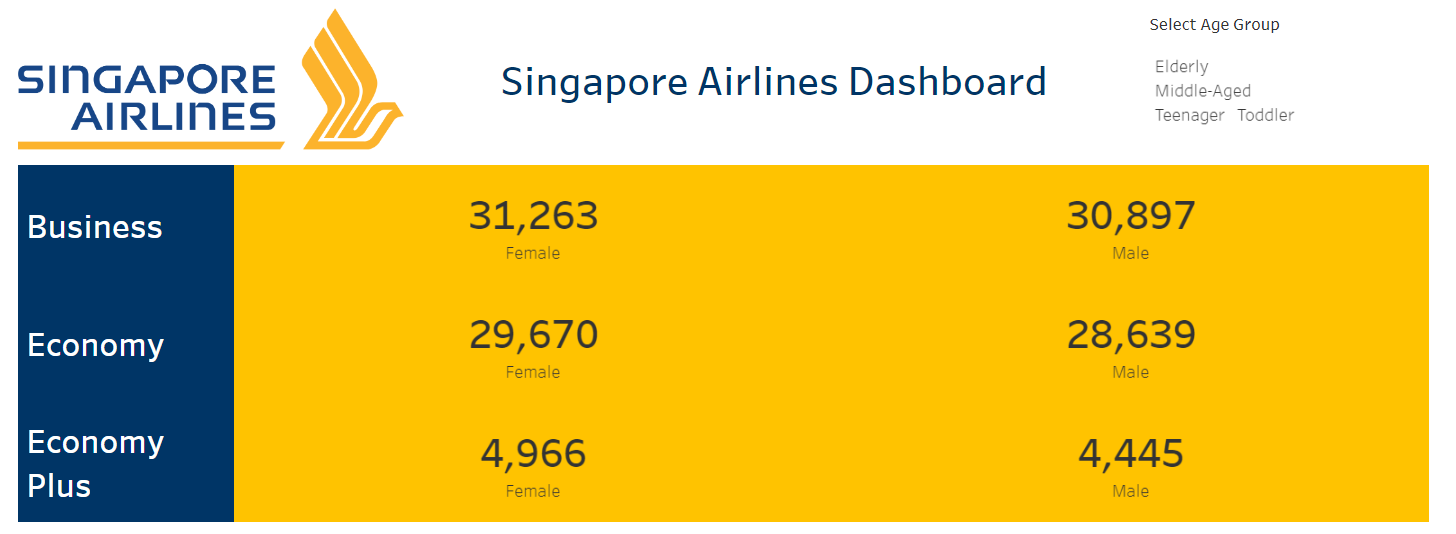 SINGAPORE
AIRLINES
Singapore Airlines Dashboard
Select Age Group
Elderly
Middle-Aged
Teenager Toddler
Business
31,263
Female
30,897
Male
Economy
29,670
Female
28,639
Male
Economy
Plus
4,966
Female
4,445
Male